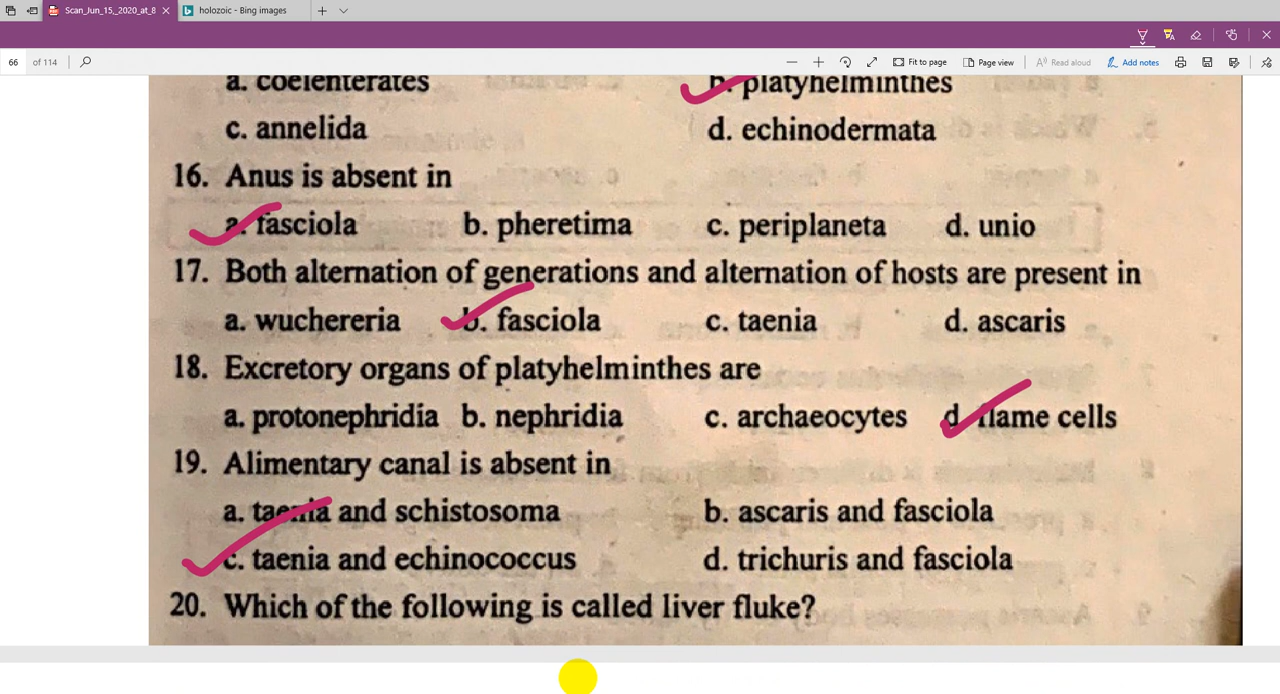 Scan_Jun_15,_2020_at_8
holozoic - Bing images
66 of 114
Fit to page
Page view
Read aloud
Add notes
a. coelenterates b. platyhelminthes
c. annelida d. echinodermata
16. Anus is absent in
a. fasciola b. pheretima c. periplaneta d. unio
17. Both alternation of generations and alternation of hosts are present in
a. wuchereria b. fasciola c. taenia d. ascaris
18. Excretory organs of platyhelminthes are
a. protonephridia b. nephridia c. archaeocytes d. flame cells
19. Alimentary canal is absent in
a. taenia and schistosoma b. ascaris and fasciola
c. taenia and echinococcus d. trichuris and fasciola
20. Which of the following is called liver fluke?